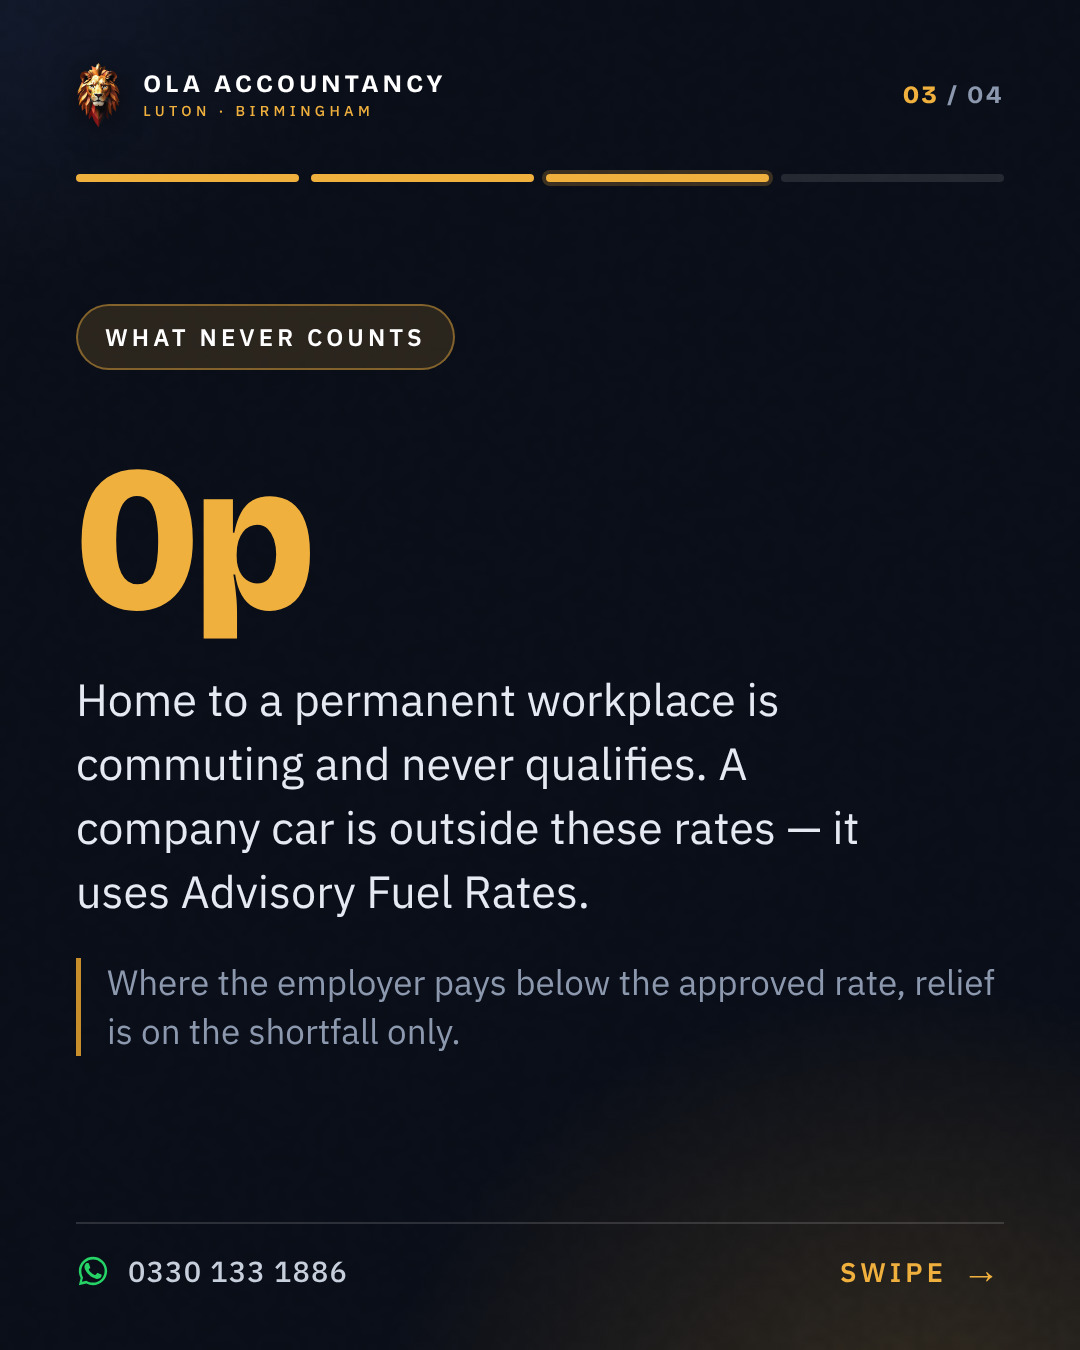 OLA ACCOUNTANCY
LUTON · BIRMINGHAM
03 / 04
WHAT NEVER COUNTS
0p
Home to a permanent workplace is
commuting and never qualifies. A
company car is outside these rates — it
uses Advisory Fuel Rates.
Where the employer pays below the approved rate, relief
is on the shortfall only.
0330 133 1886
SWIPE →